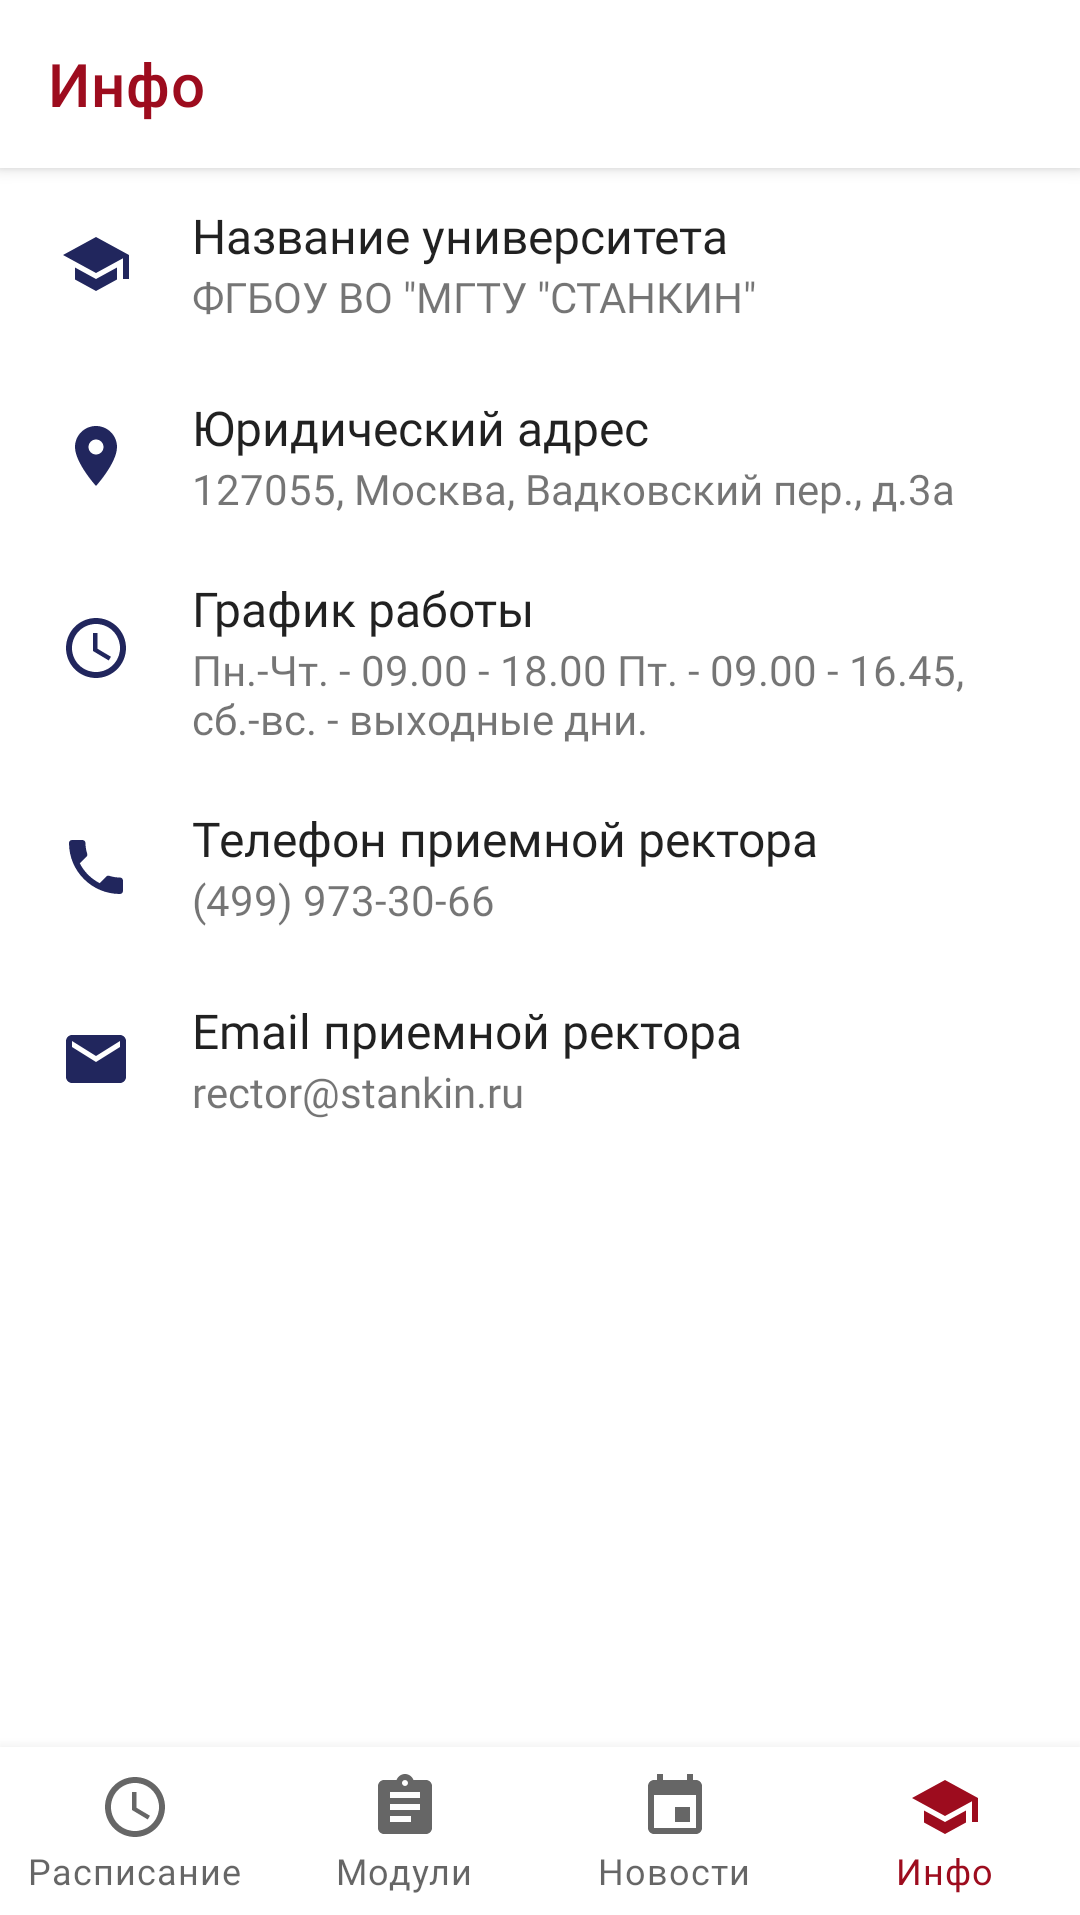 Инфо
Название университета
ФГБОУ ВО "МГТУ "СТАНКИН"
Юридический адрес
127055, Москва, Вадковский пер., д.3а
График работы
Пн.-Чт. - 09.00 - 18.00 Пт. - 09.00 - 16.45,
сб.-вс. - выходные дни.
Телефон приемной ректора
(499) 973-30-66
Email приемной ректора
rector@stankin.ru
Расписание
Модули
Новости
Инфо